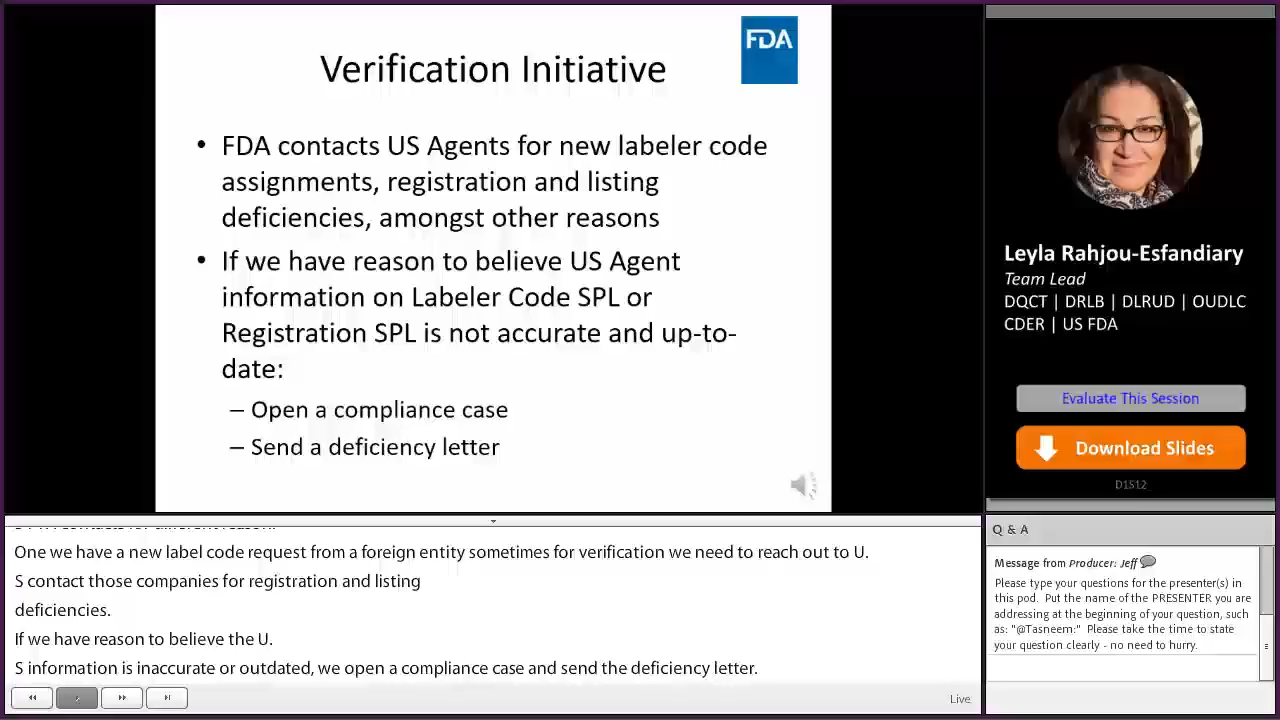 Verification Initiative
FDA
• FDA contacts US Agents for new labeler code
assignments, registration and listing
deficiencies, amongst other reasons
• If we have reason to believe US Agent
information on Labeler Code SPL or
Registration SPL is not accurate and up-to-
date:
– Open a compliance case
– Send a deficiency letter
Leyla Rahjou-Esfandiary
Team Lead
DQCT | DRLB | DLRUD | OUDLC
CDER | US FDA
Evaluate This Session
Download Slides
D1S12
One we have a new label code request from a foreign entity sometimes for verification we need to reach out to U.
S contact those companies for registration and listing
deficiencies.
If we have reason to believe the U.
S information is inaccurate or outdated, we open a compliance case and send the deficiency letter.
Live
Q & A
Message from Producer: Jeff
Please type your questions for the presenter(s) in
this pod.  Put the name of the PRESENTER you are
addressing at the beginning of your question, such
as: "@Tasneem:"  Please take the time to state
your question clearly - no need to hurry.